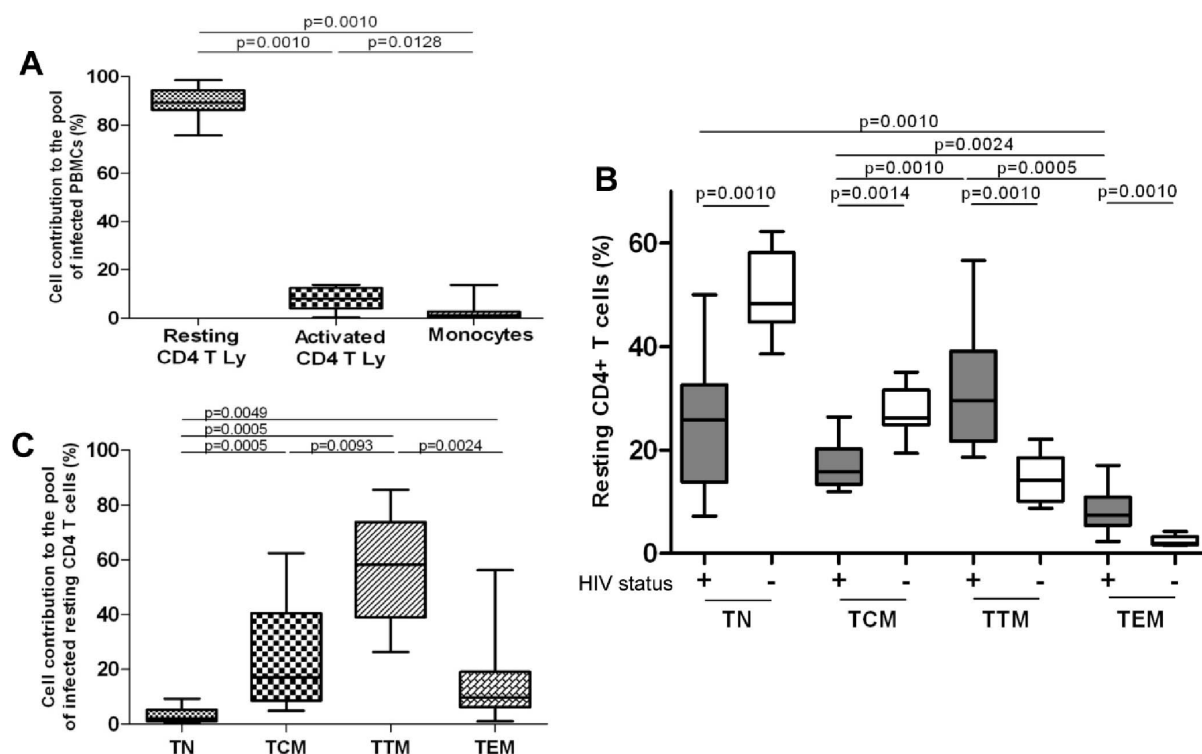 A
p=0.0010
p=0.0010
p=0.0128
Cell contribution to the pool
of infected PBMCs (%)
100
80
60
40
20
0
Resting
CD4 T Ly
Activated
CD4 T Ly
Monocytes
B
p=0.0010
p=0.0024
p=0.0010
p=0.0005
p=0.0010
p=0.0014
p=0.0010
p=0.0010
Resting CD4+ T cells (%)
60
40
20
0
HIV status
+ - + - + - + -
TN TCM TTM TEM
C
p=0.0049
p=0.0005
p=0.0005
p=0.0093
p=0.0024
Cell contribution to the pool
of infected resting CD4 T cells (%)
100
80
60
40
20
0
TN TCM TTM TEM